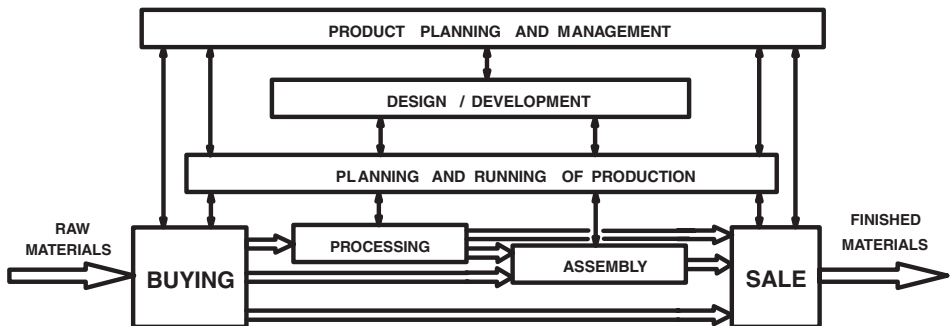 PRODUCT PLANNING AND MANAGEMENT
DESIGN / DEVELOPMENT
PLANNING AND RUNNING OF PRODUCTION
RAW
MATERIALS
BUYING
PROCESSING
ASSEMBLY
SALE
FINISHED
MATERIALS